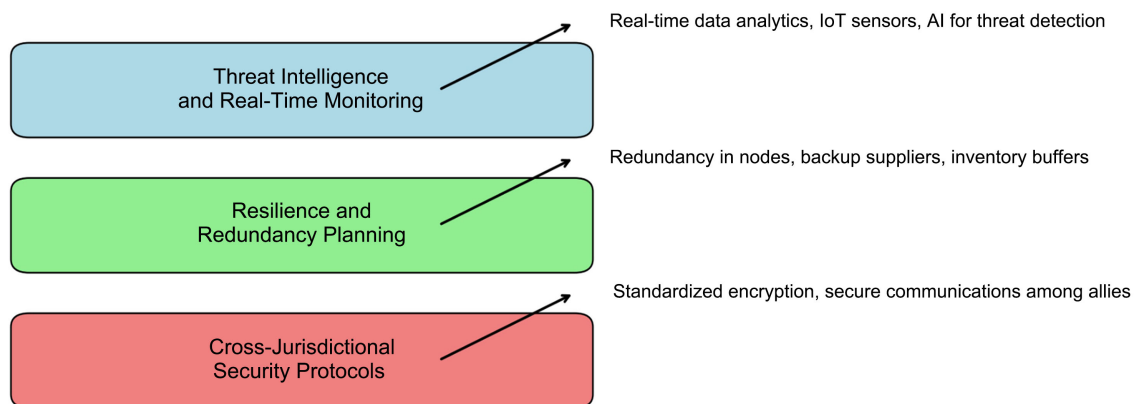 Real-time data analytics, IoT sensors, AI for threat detection
Threat Intelligence
and Real-Time Monitoring
Redundancy in nodes, backup suppliers, inventory buffers
Resilience and
Redundancy Planning
Standardized encryption, secure communications among allies
Cross-Jurisdictional
Security Protocols